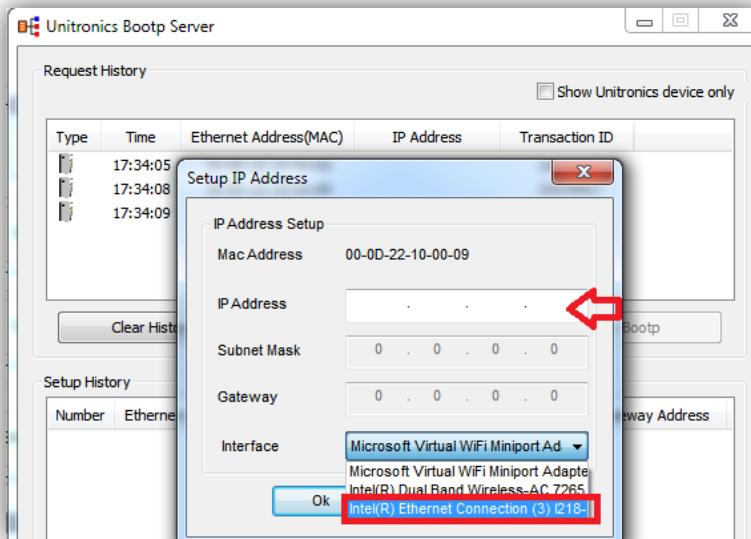 Unitronics Bootp Server
Request History
Show Unitronics device only
Type Time Ethernet Address(MAC) IP Address Transaction ID
17:34:05
17:34:08
17:34:09
Setup IP Address
IP Address Setup
Mac Address 00-0D-22-10-00-09
IP Address . . .
Clear Histo
Bootp
Subnet Mask 0 . 0 . 0 . 0
Gateway 0 . 0 . 0 . 0
Setup History
Number Etherne
eway Address
Interface Microsoft Virtual WiFi Miniport Ad
Microsoft Virtual WiFi Miniport Adapte
Intel(R) Dual Band Wireless-AC 7265
Intel(R) Ethernet Connection (3) I218-
Ok